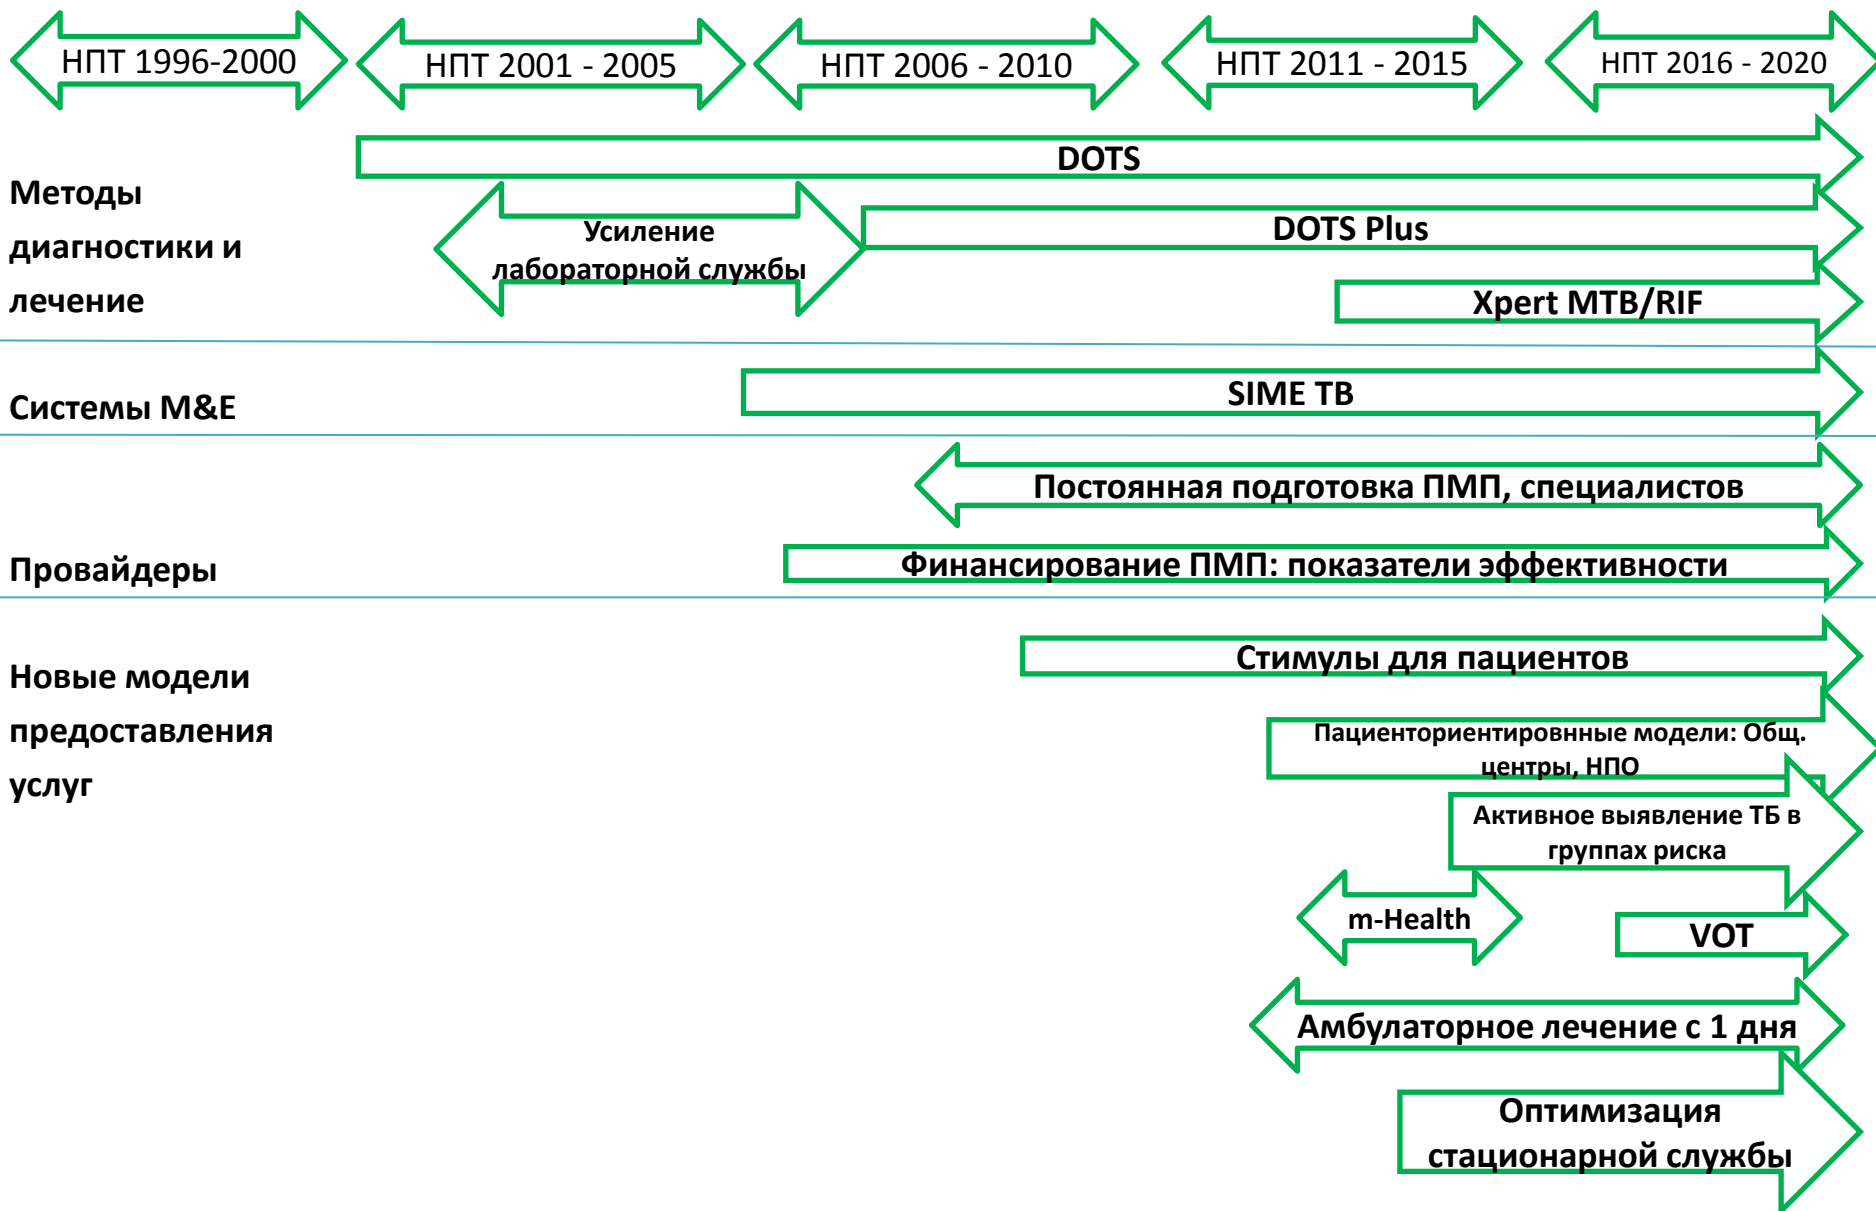 НПТ 1996-2000
НПТ 2001 - 2005
НПТ 2006 - 2010
НПТ 2011 - 2015
НПТ 2016 - 2020
Методы
диагностики и
лечение
DOTS
Усиление
лабораторной службы
DOTS Plus
Xpert MTB/RIF
Системы M&E
SIME TB
Провайдеры
Постоянная подготовка ПМП, специалистов
Финансирование ПМП: показатели эффективности
Новые модели
предоставления
услуг
Стимулы для пациентов
Пациенториентировнные модели: Общ.
центры, НПО
Активное выявление ТБ в
группах риска
m-Health
VOT
Амбулаторное лечение с 1 дня
Оптимизация
стационарной службы